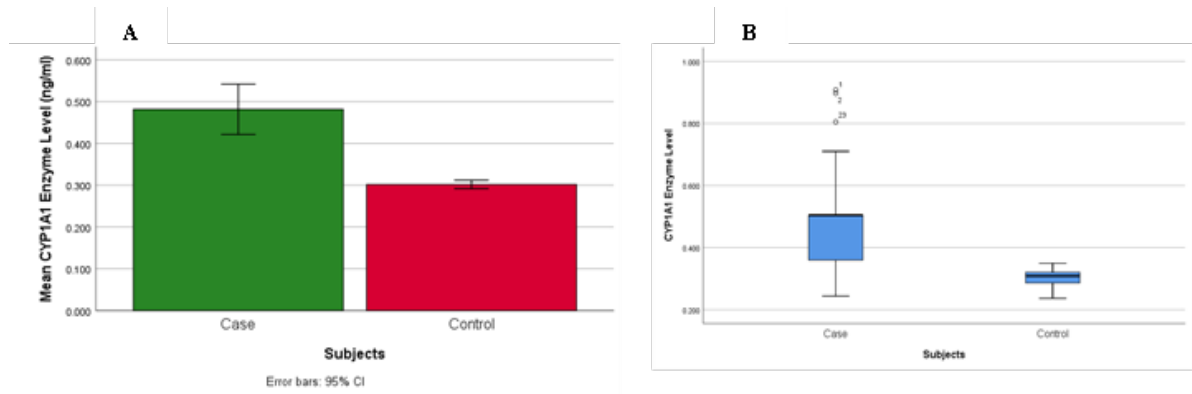 A
Mean CYP1A1 Enzyme Level (ng/ml)
0.600
0.500
0.400
0.300
0.200
0.100
0.000
Case
Control
Subjects
Error bars: 95% CI
B
CYP1A1 Enzyme Level
1.000
0.800
0.600
0.400
0.200
1
2
23
Case
Control
Subjects